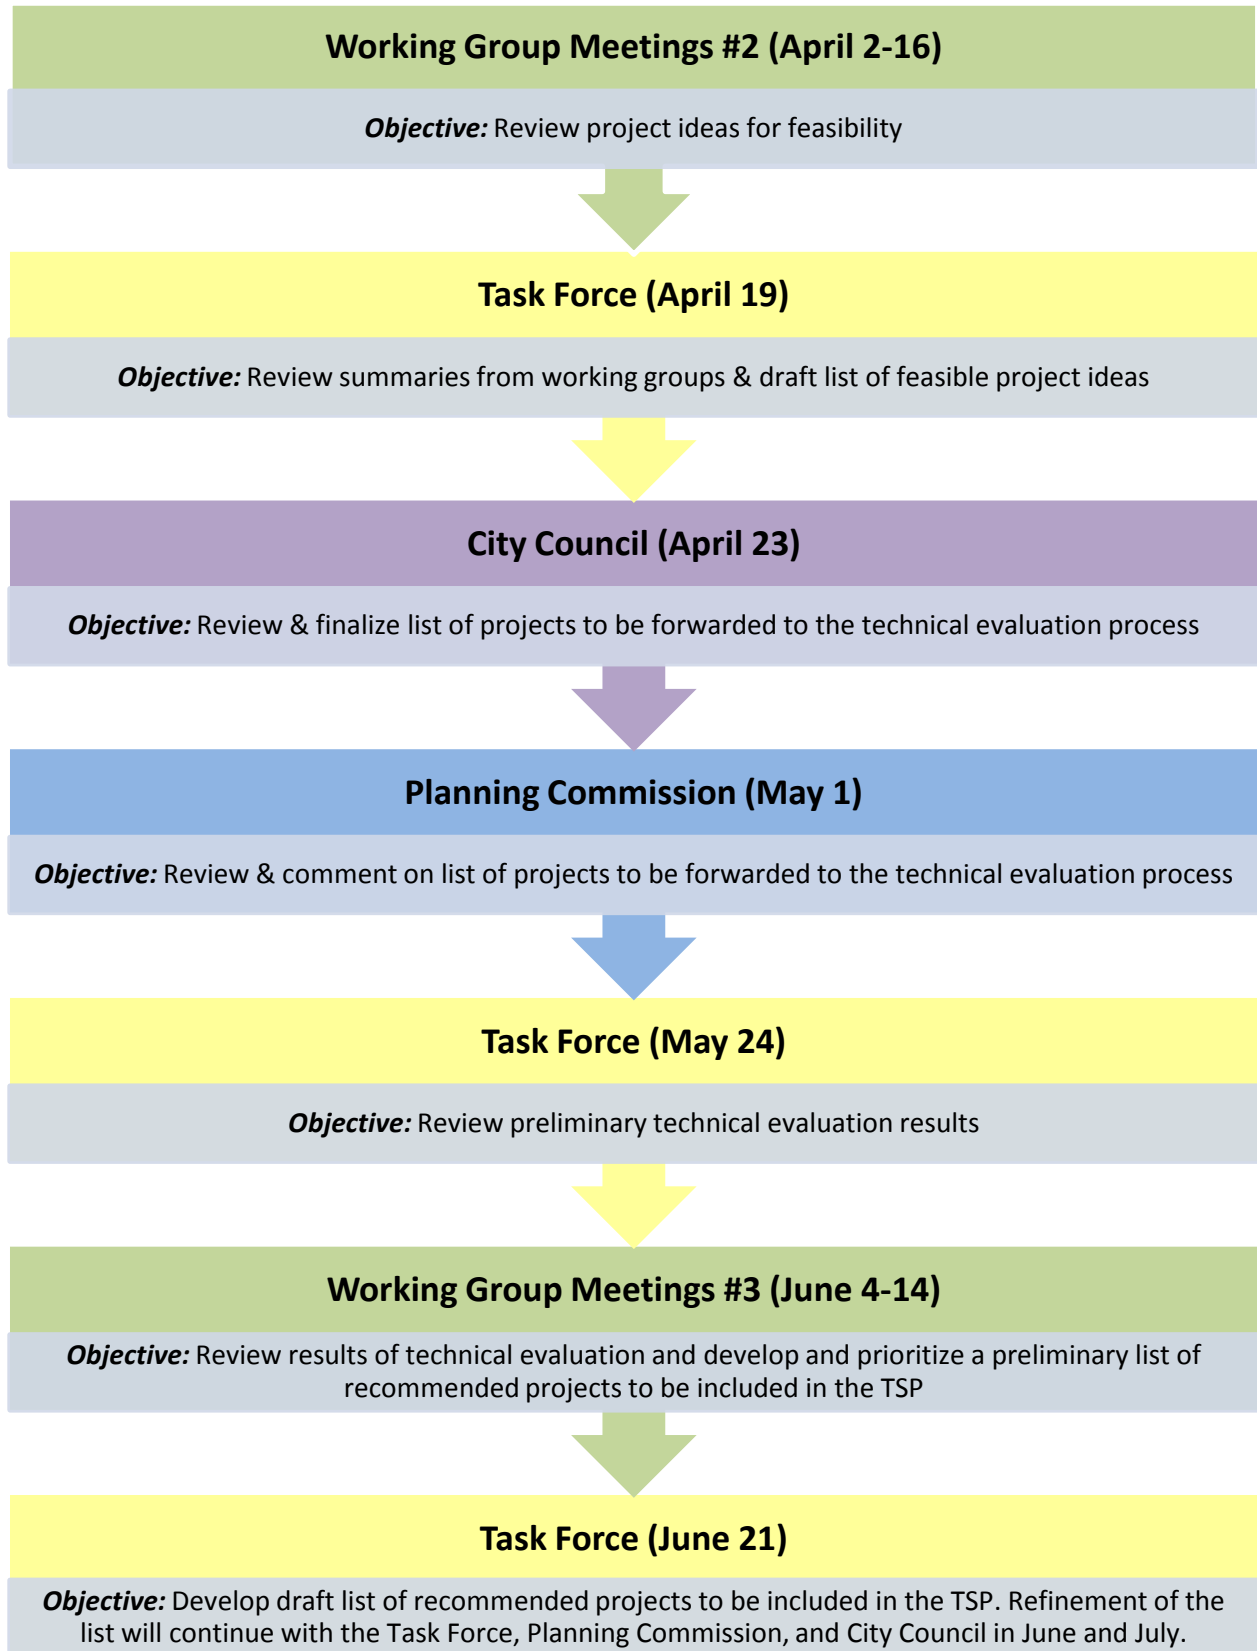 Working Group Meetings #2 (April 2-16)
Objective: Review project ideas for feasibility
Task Force (April 19)
Objective: Review summaries from working groups & draft list of feasible project ideas
City Council (April 23)
Objective: Review & finalize list of projects to be forwarded to the technical evaluation process
Planning Commission (May 1)
Objective: Review & comment on list of projects to be forwarded to the technical evaluation process
Task Force (May 24)
Objective: Review preliminary technical evaluation results
Working Group Meetings #3 (June 4-14)
Objective: Review results of technical evaluation and develop and prioritize a preliminary list of
recommended projects to be included in the TSP
Task Force (June 21)
Objective: Develop draft list of recommended projects to be included in the TSP. Refinement of the
list will continue with the Task Force, Planning Commission, and City Council in June and July.